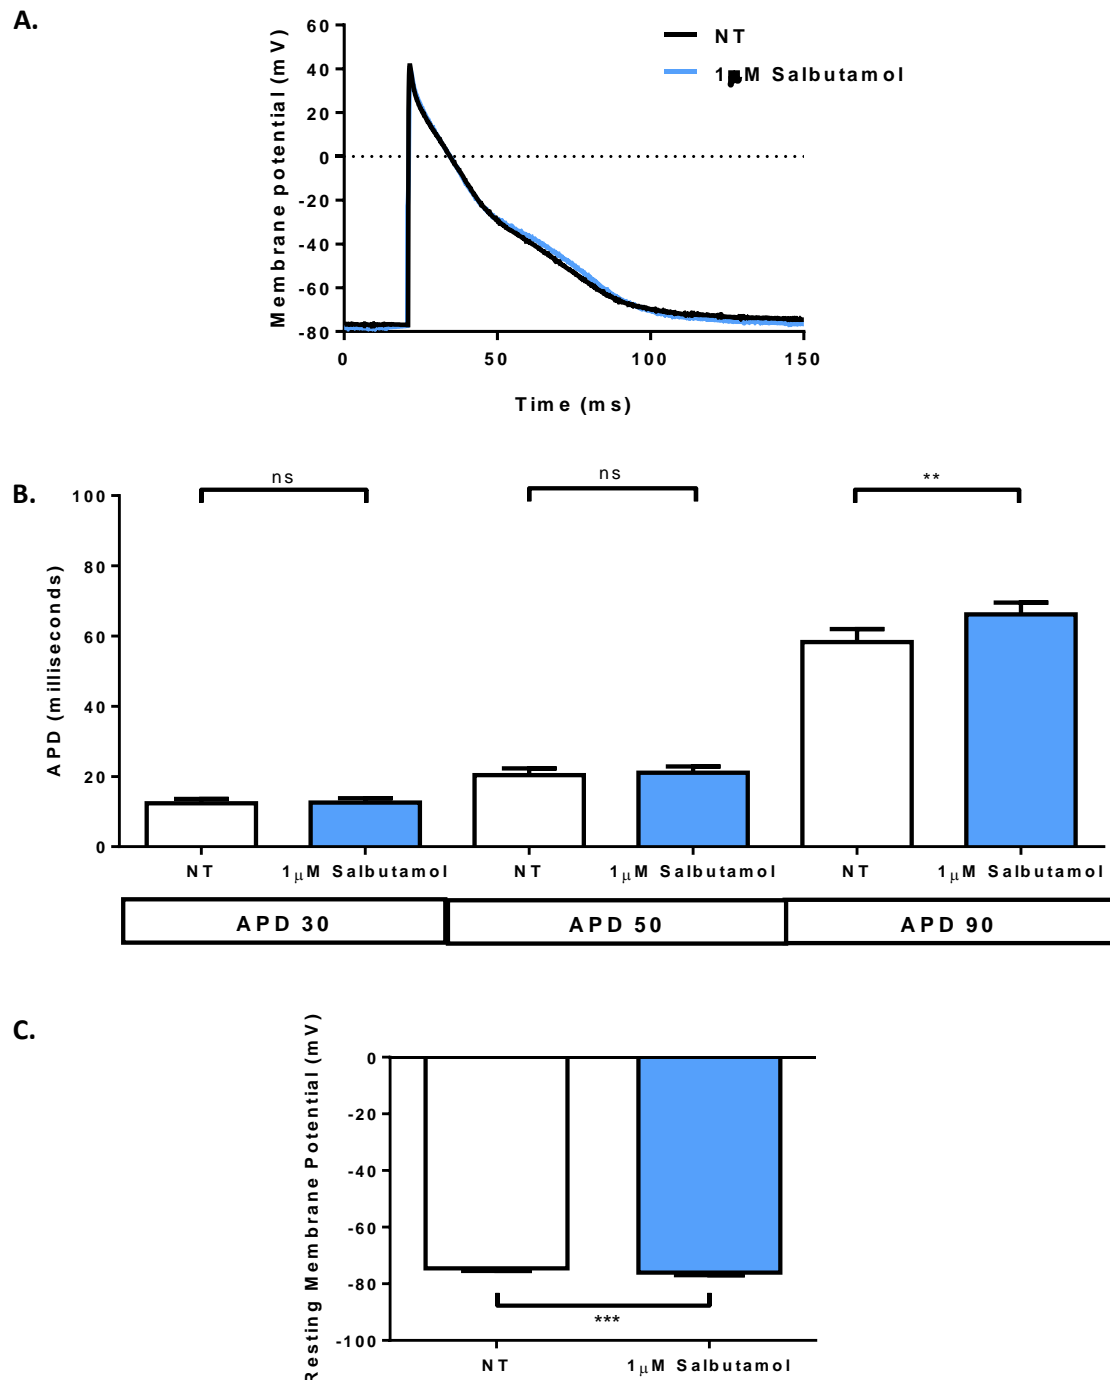 A.
60
40
20
0
-20
-40
-60
-80
Membrane potential (mV)
NT
1μM Salbutamol
0 50 100 150
Time (ms)
B.
ns ns **
100
80
60
40
20
0
APD (milliseconds)
NT 1μM Salbutamol NT 1μM Salbutamol NT 1μM Salbutamol
APD 30 APD 50 APD 90
C.
0
-20
-40
-60
-80
-100
Resting Membrane Potential (mV)
***
NT 1μM Salbutamol